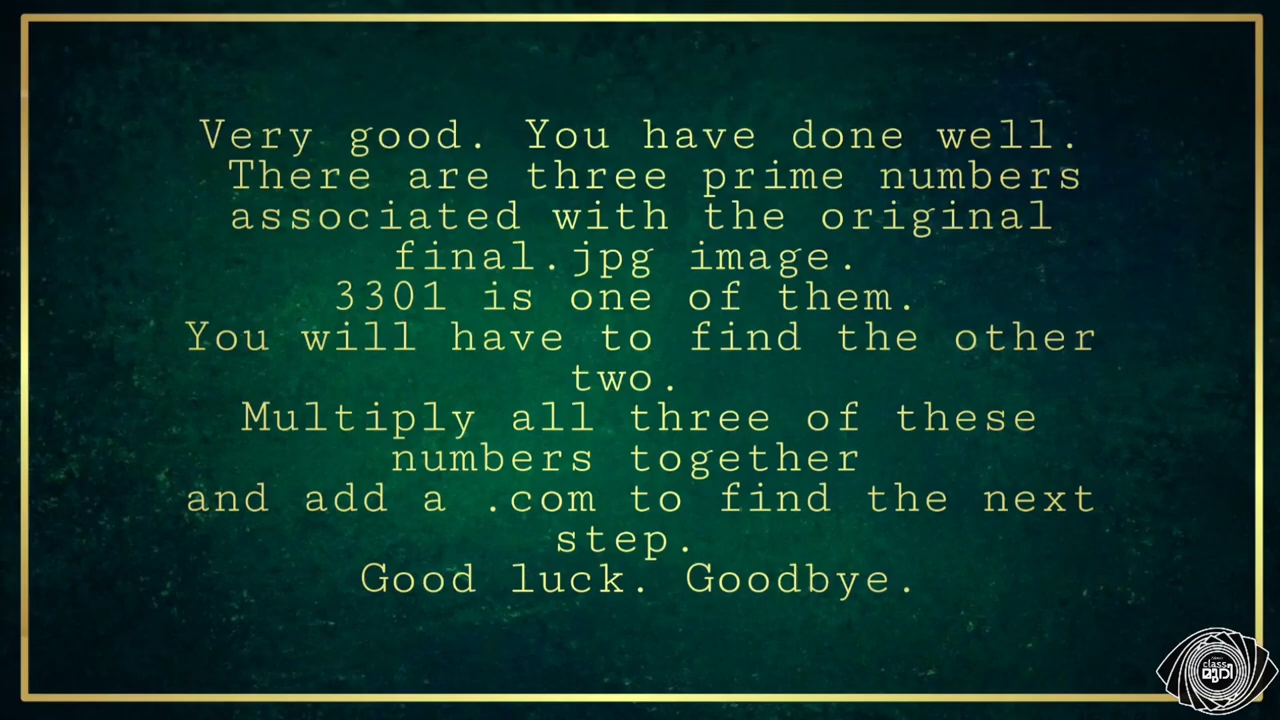 Very good. You have done well.
There are three prime numbers
associated with the original
final.jpg image.
3301 is one of them.
You will have to find the other
two.
Multiply all three of these
numbers together
and add a .com to find the next
step.
Good luck. Goodbye.
class
മുറി